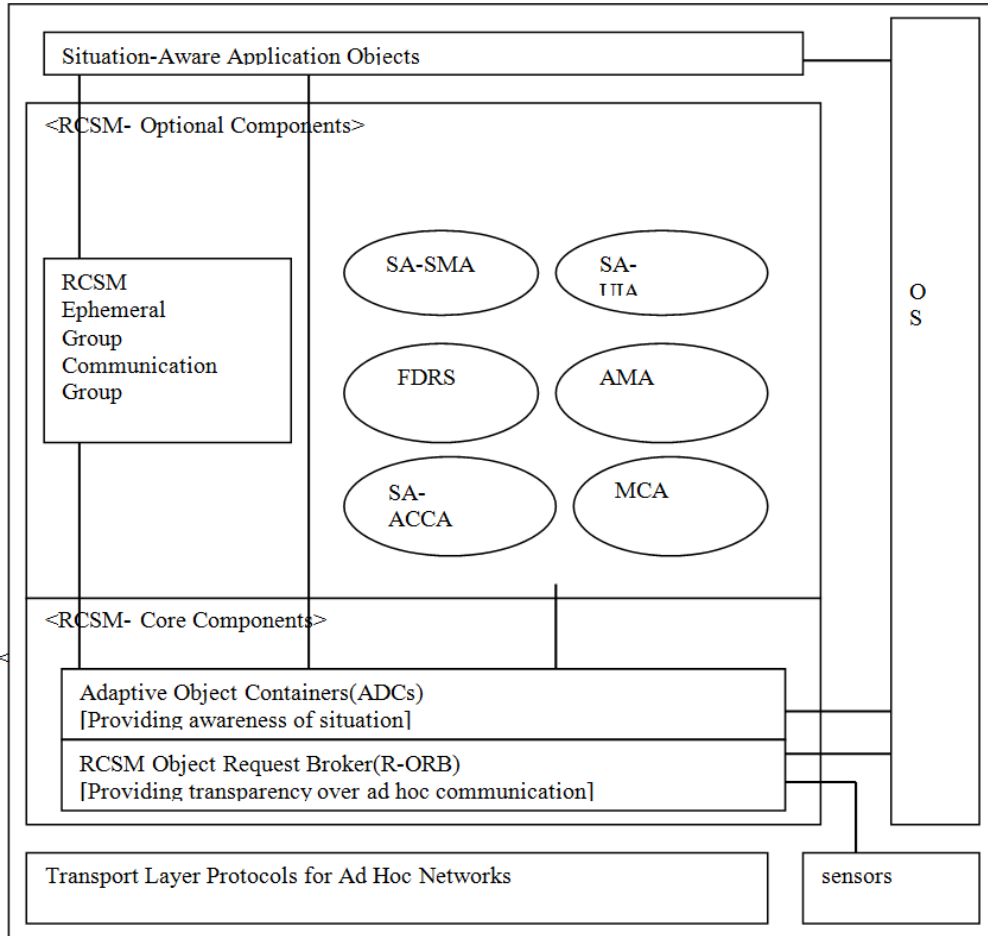 Situation-Aware Application Objects
<RCSM- Optional Components>
RCSM
Ephemeral
Group
Communication
Group
SA-SMA
SA-
FDRS
AMA
SA-
ACCA
MCA
O
S
<RCSM- Core Components>
<
Adaptive Object Containers(ADCs)
[Providing awareness of situation]
RCSM Object Request Broker(R-ORB)
[Providing transparency over ad hoc communication]
Transport Layer Protocols for Ad Hoc Networks
sensors